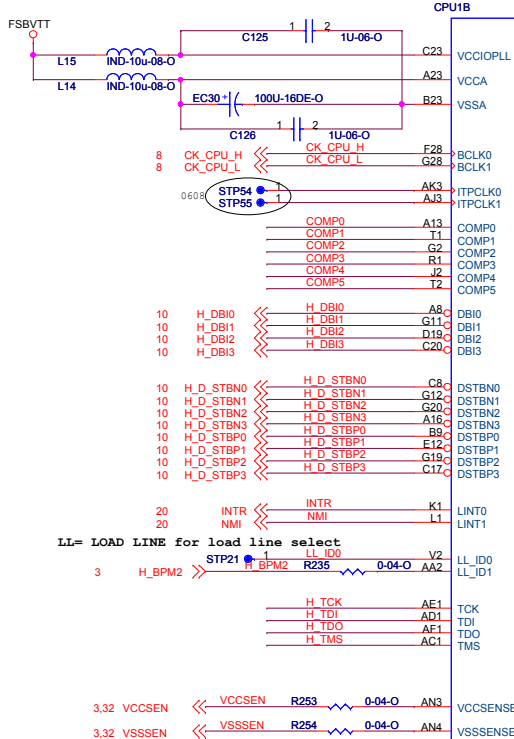 CPU1B
FSBVTT
C125 1 2 1U-06-O
L15 IND-10u-08-O C23 VCCIOPLL
L14 IND-10u-08-O A23 VCCA
EC30 + 100U-16DE-O B23 VSSA
1 2
C126 1U-06-O
8 CK_CPU_H CK_CPU_H F28 BCLK0
8 CK_CPU_L CK_CPU_L G28 BCLK1
0608 STP54 1 AK3 ITPCLK0
STP55 1 AJ3 ITPCLK1
COMP0 A13 COMP0
COMP1 T1 COMP1
COMP2 G2 COMP2
COMP3 R1 COMP3
COMP4 J2 COMP4
COMP5 T2 COMP5
10 H_DBI0 H_DBI0 A8 DBI0
10 H_DBI1 H_DBI1 G11 DBI1
10 H_DBI2 H_DBI2 D19 DBI2
10 H_DBI3 H_DBI3 C20 DBI3
10 H_D_STBN0 H_D_STBN0 C8 DSTBN0
10 H_D_STBN1 H_D_STBN1 G12 DSTBN1
10 H_D_STBN2 H_D_STBN2 G20 DSTBN2
10 H_D_STBN3 H_D_STBN3 A16 DSTBN3
10 H_D_STBP0 H_D_STBP0 B9 DSTBP0
10 H_D_STBP1 H_D_STBP1 E12 DSTBP1
10 H_D_STBP2 H_D_STBP2 G19 DSTBP2
10 H_D_STBP3 H_D_STBP3 C17 DSTBP3
20 INTR INTR K1 LINT0
20 NMI NMI L1 LINT1
LL= LOAD LINE for load line select
STP21 1 LL_ID0 V2 LL_ID0
3 H_BPM2 H_BPM2 R235 0-04-O AA2 LL_ID1
H_TCK AE1 TCK
H_TDI AD1 TDI
H_TDO AF1 TDO
H_TMS AC1 TMS
3,32 VCCSEN VCCSEN R253 0-04-O AN3 VCCSENSE
3,32 VSSSEN VSSSEN R254 0-04-O AN4 VSSSENSE